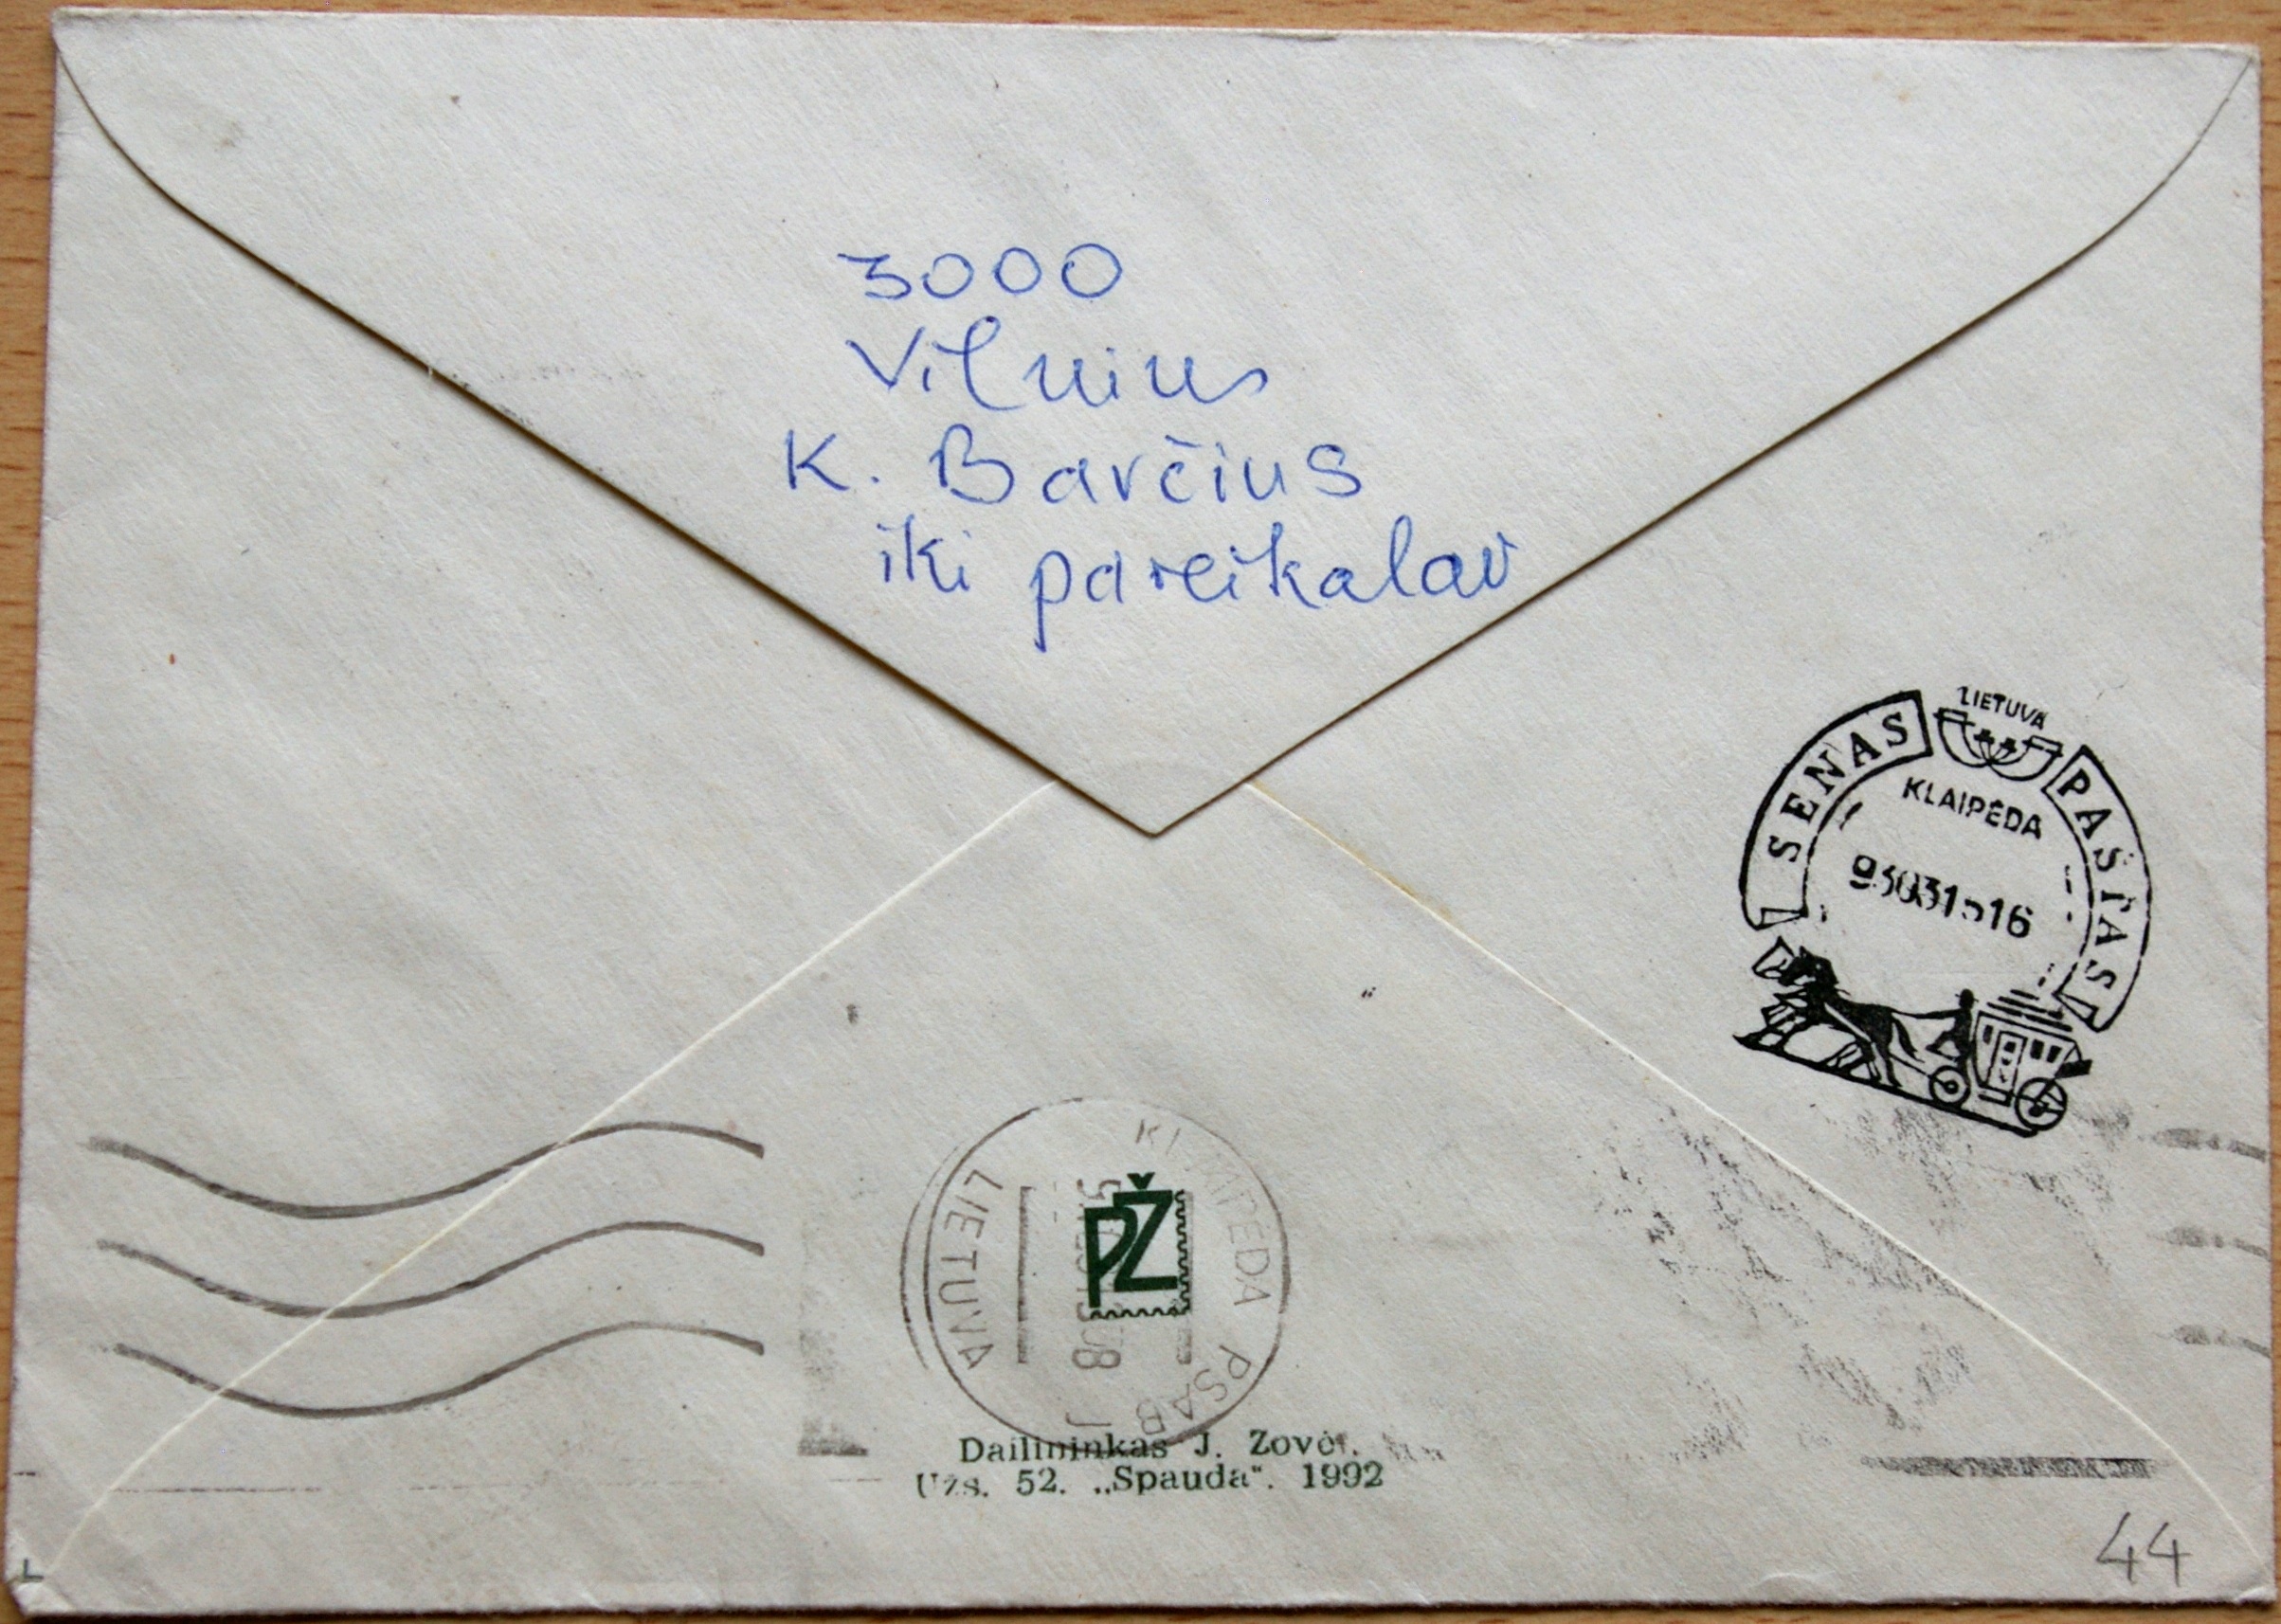 3000
Vilnius
K. Barčius
iki pareikalav
LIETUVA
SENAS PAŠTAS
KLAIPĖDA
LIETUVA
KLAIPĖDA PSAB
PŽ
Dailininkas J. Zovė.
Užs. 52. „Spauda“. 1992
44
L